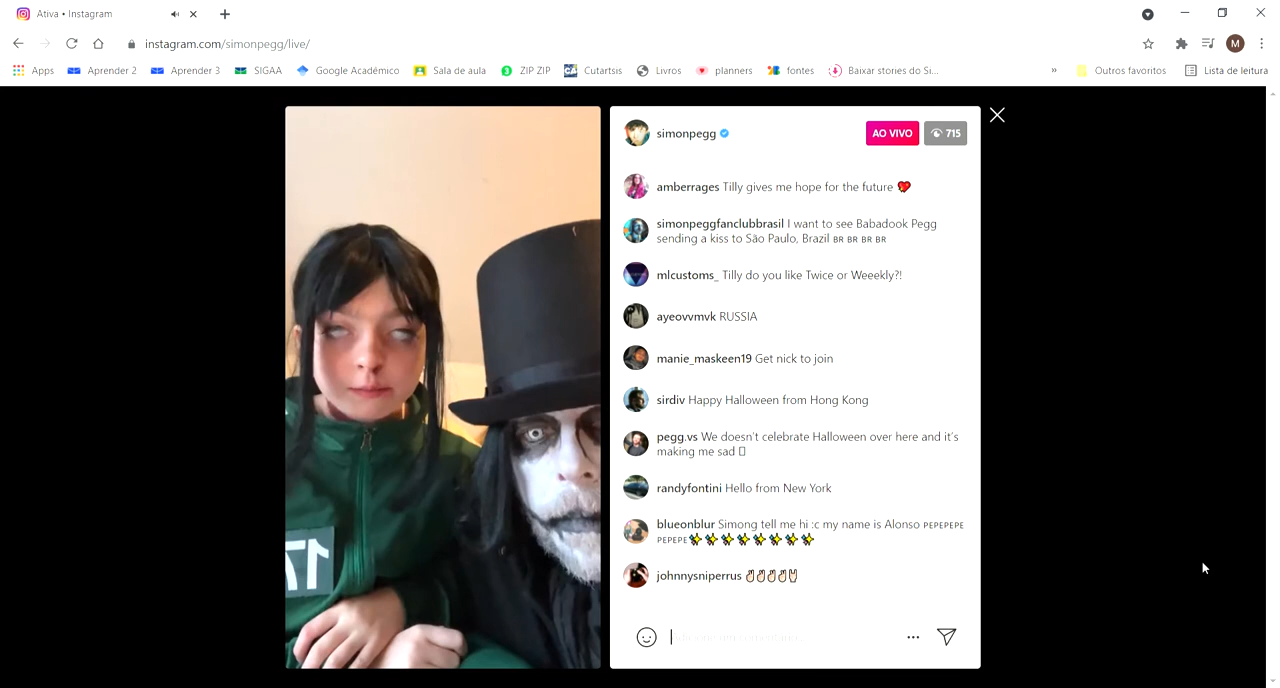 Ativa • Instagram
instagram.com/simonpegg/live/
M
Apps
Aprender 2
Aprender 3
SIGAA
Google Acadêmico
Sala de aula
ZIP ZIP
Cutartsis
Livros
planners
fontes
Baixar stories do Si...
»
Outros favoritos
Lista de leitura
simonpegg
AO VIVO
715
amberrages Tilly gives me hope for the future ❤️
simonpeggfanclubbrasil I want to see Babadook Pegg
sending a kiss to São Paulo, Brazil BR BR BR BR
mlcustoms_ Tilly do you like Twice or Weeekly?!
ayeovvmvk RUSSIA
manie_maskeen19 Get nick to join
sirdiv Happy Halloween from Hong Kong
pegg.vs We doesn't celebrate Halloween over here and it's
making me sad
randyfontini Hello from New York
blueonblur Simong tell me hi :c my name is Alonso PEPEPEPE
PEPEPE✨✨✨✨✨✨✨✨
johnnysniperrus ✌🏻✌🏻✌🏻✌🏻🤘🏻